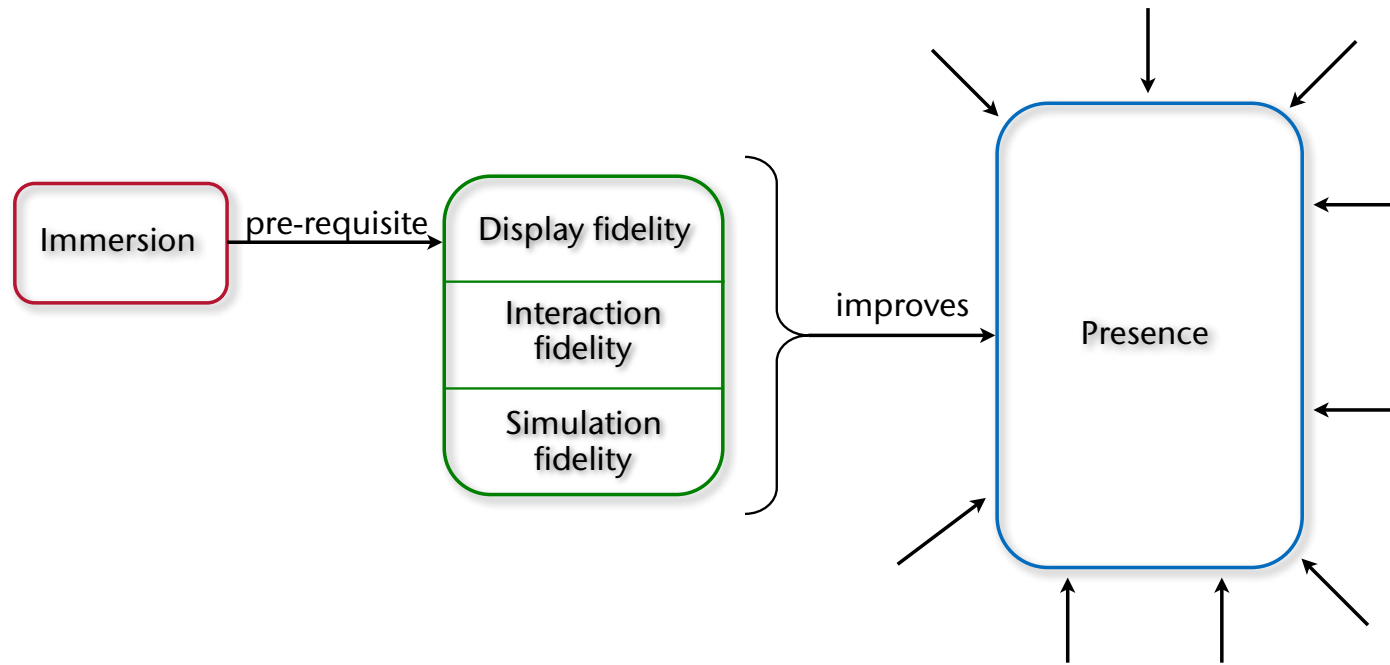 Immersion
pre-requisite
Display fidelity
Interaction
fidelity
Simulation
fidelity
improves
Presence